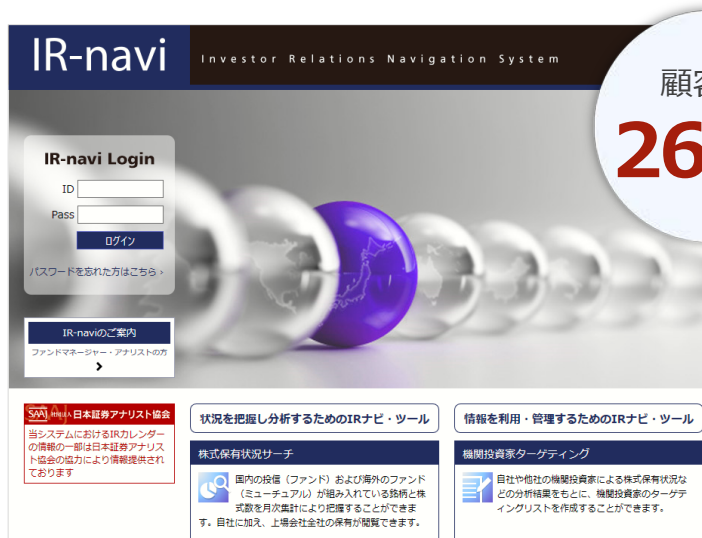 IR-navi
Investor Relations Navigation System
顧客
26
IR-navi Login
ID
Pass
ログイン
パスワードを忘れた方はこちら ›
IR-naviのご案内
ファンドマネージャー・アナリストの方
SAAJ 日本証券アナリスト協会
当システムにおけるIRカレンダー
の情報の一部は日本証券アナリス
ト協会の協力により情報提供され
ております
状況を把握し分析するためのIRナビ・ツール
株式保有状況サーチ
国内の投信（ファンド）および海外のファンド
（ミューチュアル）が組み入れている銘柄と株
式数を月次集計により把握することができま
す。自社に加え、上場会社全社の保有が閲覧できます。
情報を利用・管理するためのIRナビ・ツール
機関投資家ターゲティング
自社や他社の機関投資家による株式保有状況な
どの分析結果をもとに、機関投資家のターゲテ
ィングリストを作成することができます。